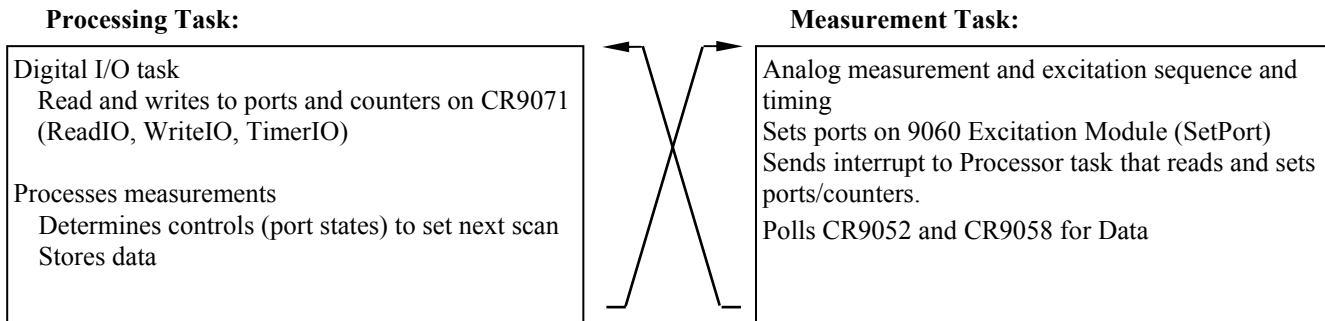 Processing Task:
Digital I/O task
Read and writes to ports and counters on CR9071
(ReadIO, WriteIO, TimerIO)
Processes measurements
Determines controls (port states) to set next scan
Stores data
Measurement Task:
Analog measurement and excitation sequence and
timing
Sets ports on 9060 Excitation Module (SetPort)
Sends interrupt to Processor task that reads and sets
ports/counters.
Polls CR9052 and CR9058 for Data